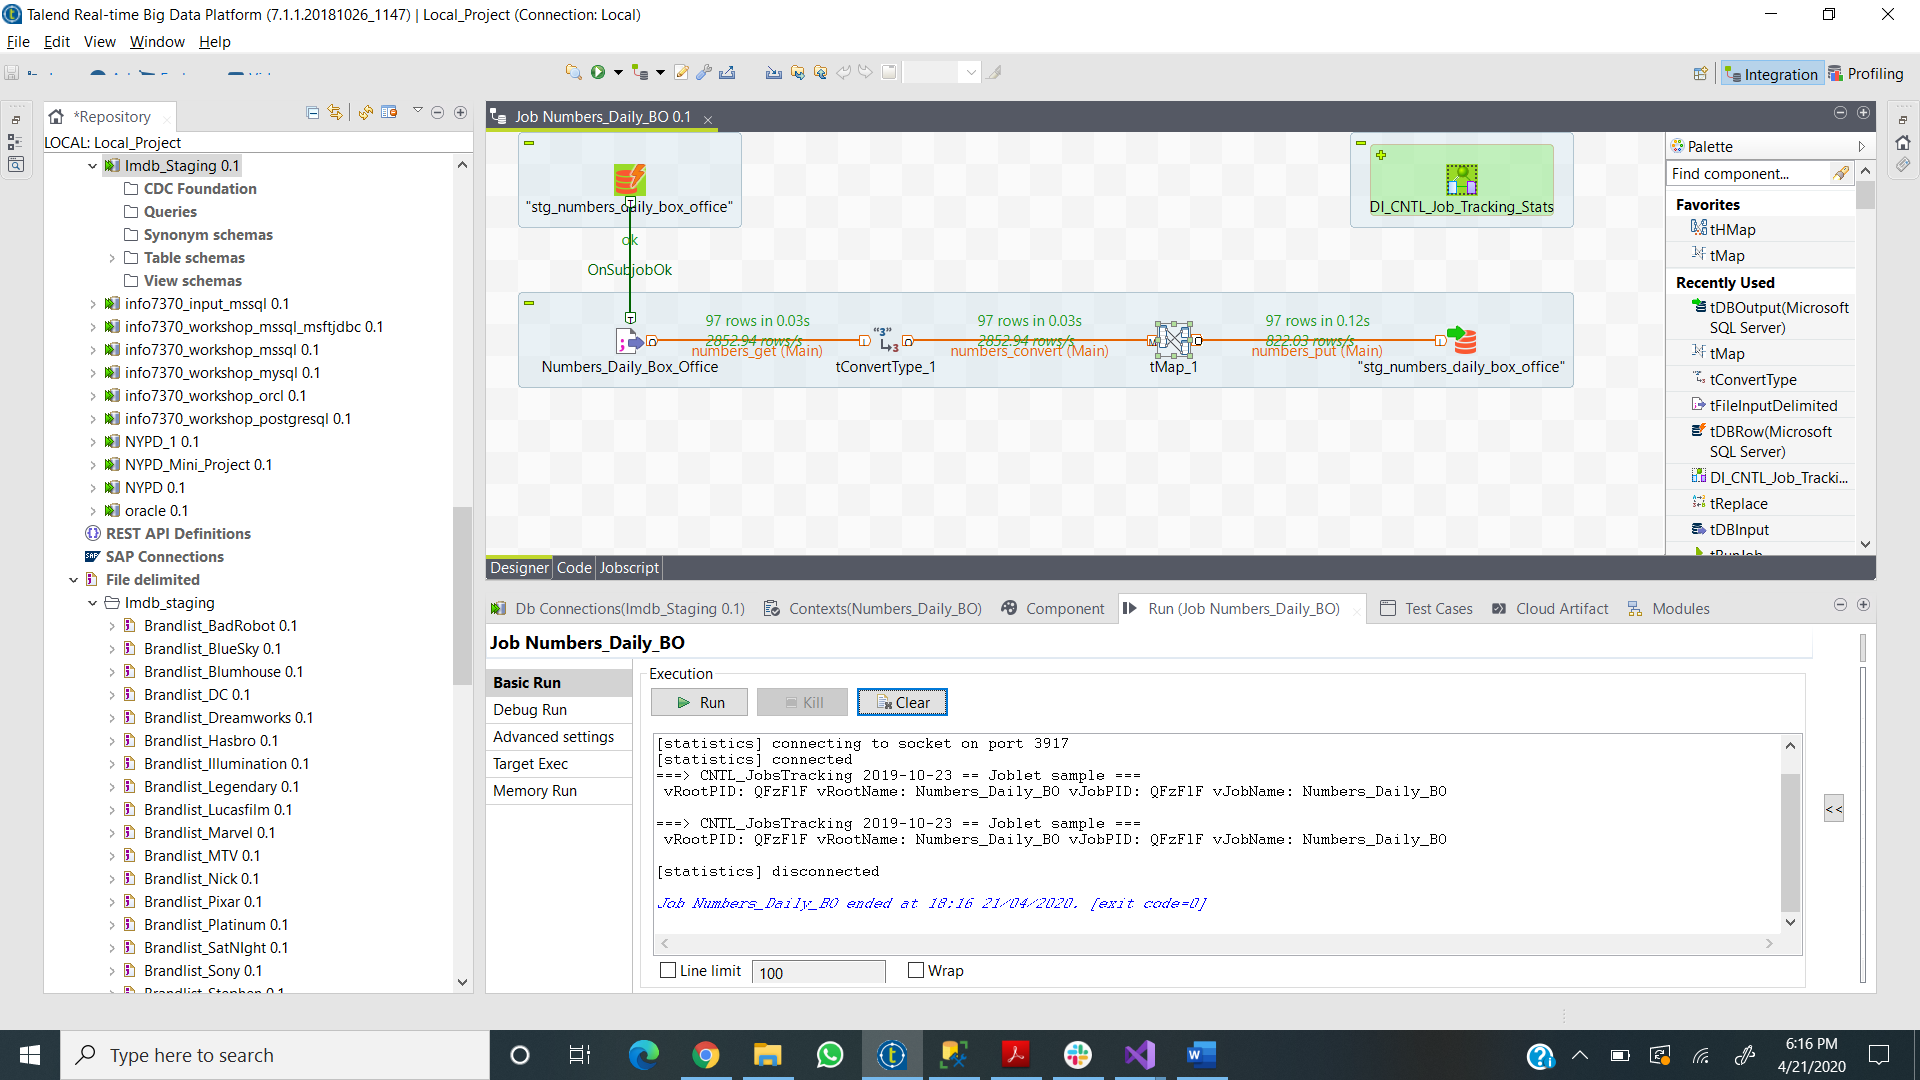 Talend Real-time Big Data Platform (7.1.1.20181026_1147) | Local_Project (Connection: Local)
File Edit View Window Help
Integration Profiling
*Repository
LOCAL: Local_Project
Imdb_Staging 0.1
CDC Foundation
Queries
Synonym schemas
Table schemas
View schemas
info7370_input_mssql 0.1
info7370_workshop_mssql_msftjdbc 0.1
info7370_workshop_mssql 0.1
info7370_workshop_mysql 0.1
info7370_workshop_orcl 0.1
info7370_workshop_postgresql 0.1
NYPD_1 0.1
NYPD_Mini_Project 0.1
NYPD 0.1
oracle 0.1
REST API Definitions
SAP Connections
File delimited
Imdb_staging
Brandlist_BadRobot 0.1
Brandlist_BlueSky 0.1
Brandlist_Blumhouse 0.1
Brandlist_DC 0.1
Brandlist_Dreamworks 0.1
Brandlist_Hasbro 0.1
Brandlist_Illumination 0.1
Brandlist_Legendary 0.1
Brandlist_Lucasfilm 0.1
Brandlist_Marvel 0.1
Brandlist_MTV 0.1
Brandlist_Nick 0.1
Brandlist_Pixar 0.1
Brandlist_Platinum 0.1
Brandlist_SatNIght 0.1
Brandlist_Sony 0.1
Brandlist_Stephen 0.1
Job Numbers_Daily_BO 0.1
"stg_numbers_daily_box_office"
ok
OnSubjobOk
DI_CNTL_Job_Tracking_Stats
97 rows in 0.03s 97 rows in 0.03s 97 rows in 0.12s
2852.94 rows/s 2852.94 rows/s 822.03 rows/s
numbers_get (Main) numbers_convert (Main) numbers_put (Main)
Numbers_Daily_Box_Office tConvertType_1 tMap_1 "stg_numbers_daily_box_office"
Palette
Find component...
Favorites
tHMap
tMap
Recently Used
tDBOutput(Microsoft
SQL Server)
tMap
tConvertType
tFileInputDelimited
tDBRow(Microsoft
SQL Server)
DI_CNTL_Job_Tracki...
tReplace
tDBInput
tRunJob
Designer Code Jobscript
Db Connections(Imdb_Staging 0.1) Contexts(Numbers_Daily_BO) Component Run (Job Numbers_Daily_BO) Test Cases Cloud Artifact Modules
Job Numbers_Daily_BO
Basic Run
Debug Run
Advanced settings
Target Exec
Memory Run
Execution
Run Kill Clear
[statistics] connecting to socket on port 3917
[statistics] connected
===> CNTL_JobsTracking 2019-10-23 == Joblet sample ===
vRootPID: QFzFlF vRootName: Numbers_Daily_BO vJobPID: QFzFlF vJobName: Numbers_Daily_BO
===> CNTL_JobsTracking 2019-10-23 == Joblet sample ===
vRootPID: QFzFlF vRootName: Numbers_Daily_BO vJobPID: QFzFlF vJobName: Numbers_Daily_BO
[statistics] disconnected
Job Numbers_Daily_BO ended at 18:16 21/04/2020. [exit code=0]
<<
Line limit 100 Wrap
Type here to search
6:16 PM
4/21/2020